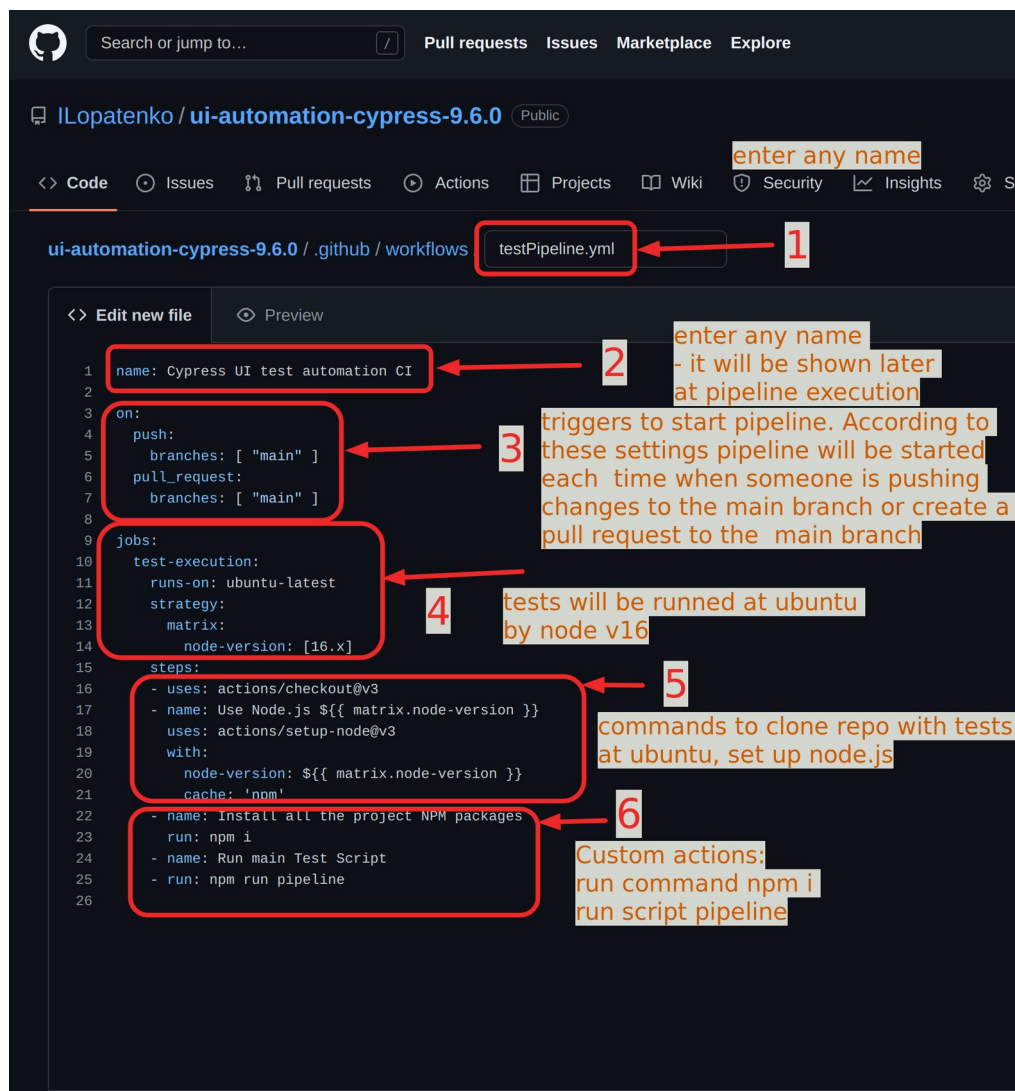 Search or jump to… / Pull requests Issues Marketplace Explore
ILopatenko / ui-automation-cypress-9.6.0 Public
enter any name
<> Code Issues Pull requests Actions Projects Wiki Security Insights S
ui-automation-cypress-9.6.0 / .github / workflows / testPipeline.yml
1
<> Edit new file Preview
enter any name
- it will be shown later
at pipeline execution
2
1 name: Cypress UI test automation CI
2
triggers to start pipeline. According to
these settings pipeline will be started
each time when someone is pushing
changes to the main branch or create a
pull request to the main branch
3
3 on:
4 push:
5 branches: [ "main" ]
6 pull_request:
7 branches: [ "main" ]
8
9 jobs:
10 test-execution:
11 runs-on: ubuntu-latest
12 strategy:
13 matrix:
14 node-version: [16.x]
4
tests will be runned at ubuntu
by node v16
15 steps:
16 - uses: actions/checkout@v3
17 - name: Use Node.js ${{ matrix.node-version }}
18 uses: actions/setup-node@v3
19 with:
20 node-version: ${{ matrix.node-version }}
21 cache: 'npm'
5
commands to clone repo with tests
at ubuntu, set up node.js
22 - name: Install all the project NPM packages
23 run: npm i
24 - name: Run main Test Script
25 - run: npm run pipeline
26
6
Custom actions:
run command npm i
run script pipeline